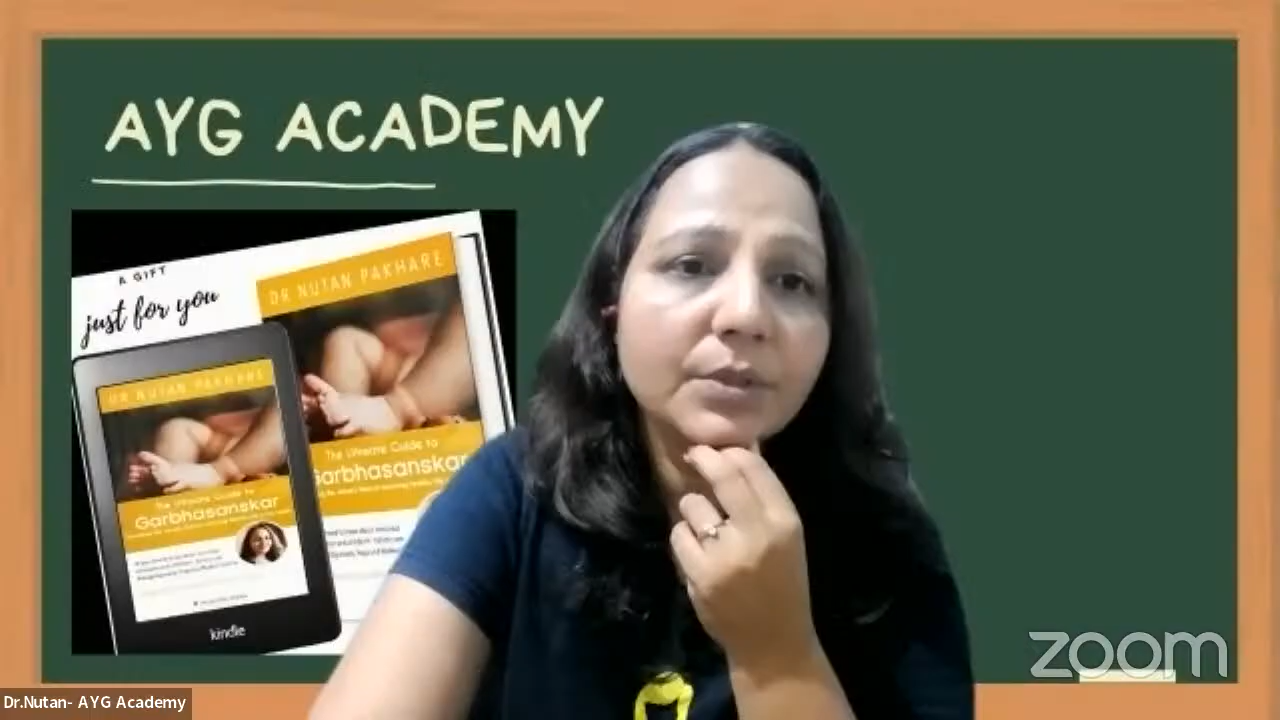 AYG ACADEMY
A GIFT
just for you
DR NUTAN PAKHARE
The Ultimate Guide to
Garbhasanskar
DR NUTAN PAKHARE
The Ultimate Guide to
Garbhasanskar
kindle
zoom
Dr.Nutan- AYG Academy